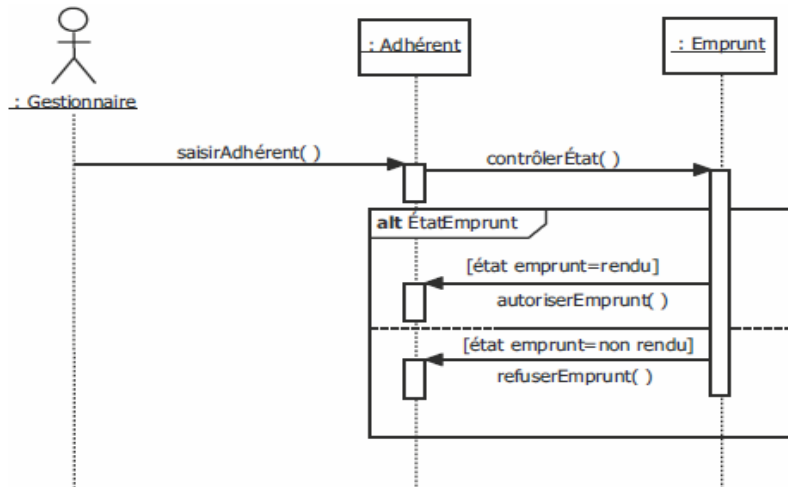 : Adhérent
: Emprunt
: Gestionnaire
saisirAdhérent( )
contrôlerÉtat( )
alt ÉtatEmprunt
[état emprunt=rendu]
autoriserEmprunt( )
[état emprunt=non rendu]
refuserEmprunt( )